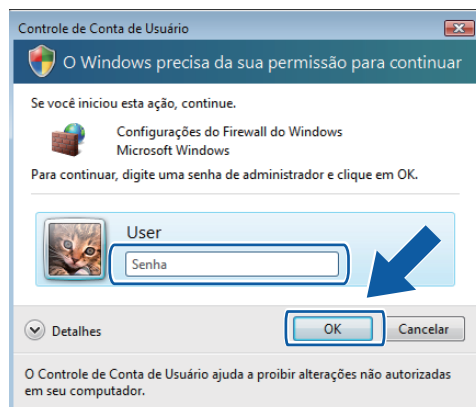 Controle de Conta de Usuário
O Windows precisa da sua permissão para continuar
Se você iniciou esta ação, continue.
Configurações do Firewall do Windows
Microsoft Windows
Para continuar, digite uma senha de administrador e clique em OK.
User
Senha
Detalhes
OK
Cancelar
O Controle de Conta de Usuário ajuda a proibir alterações não autorizadas
em seu computador.